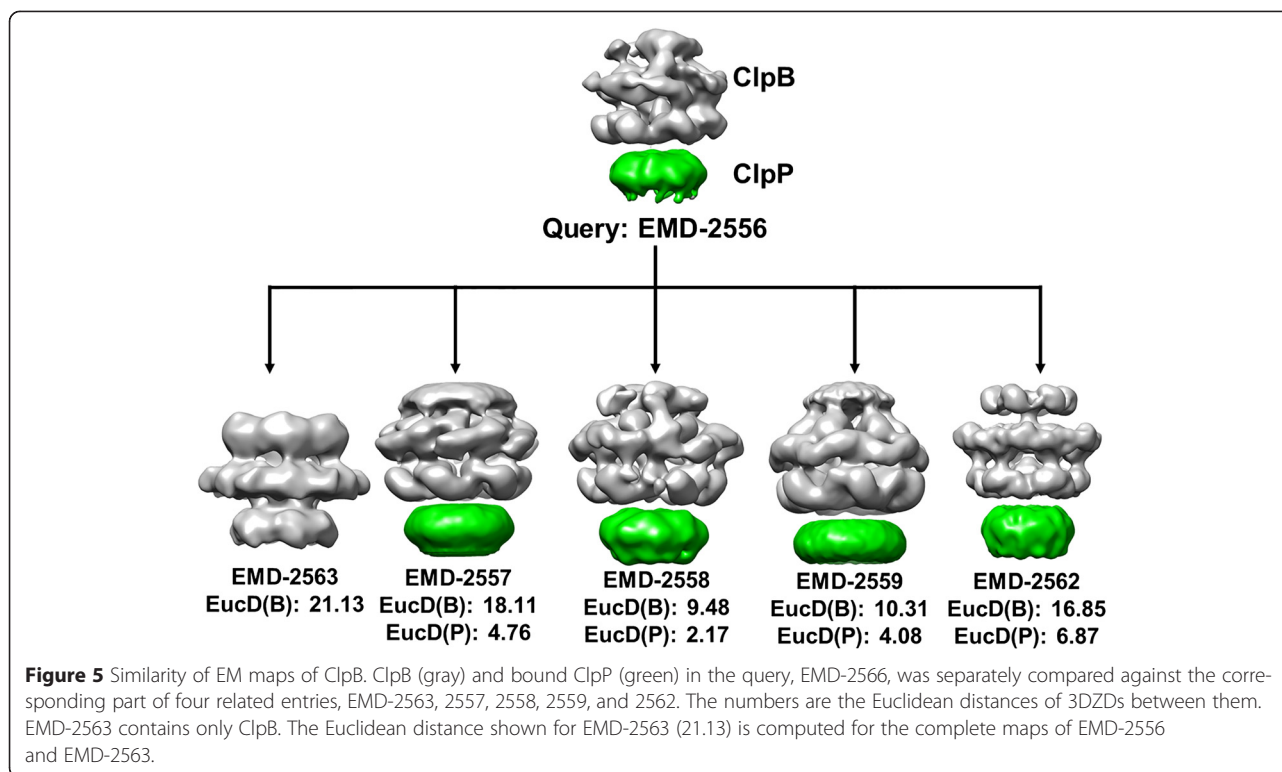 ClpB
ClpP
Query: EMD-2556
EMD-2563
EucD(B): 21.13
EMD-2557
EucD(B): 18.11
EucD(P): 4.76
EMD-2558
EucD(B): 9.48
EucD(P): 2.17
EMD-2559
EucD(B): 10.31
EucD(P): 4.08
EMD-2562
EucD(B): 16.85
EucD(P): 6.87
Figure 5 Similarity of EM maps of ClpB. ClpB (gray) and bound ClpP (green) in the query, EMD-2566, was separately compared against the corre-
sponding part of four related entries, EMD-2563, 2557, 2558, 2559, and 2562. The numbers are the Euclidean distances of 3DZDs between them.
EMD-2563 contains only ClpB. The Euclidean distance shown for EMD-2563 (21.13) is computed for the complete maps of EMD-2556
and EMD-2563.